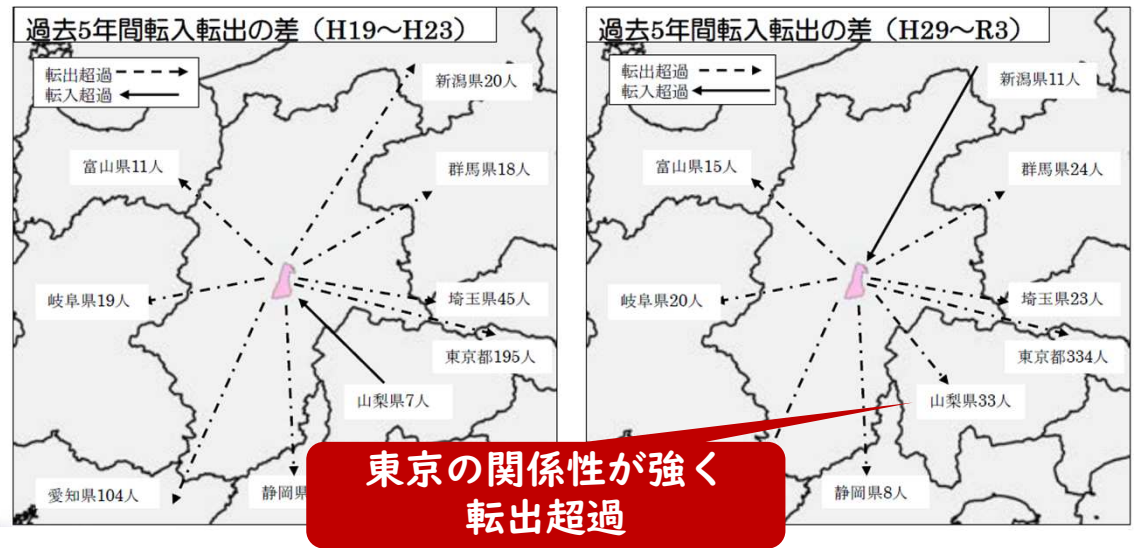 過去5年間転入転出の差（H19～H23）
転出超過
転入超過
新潟県20人
富山県11人
群馬県18人
岐阜県19人
埼玉県45人
東京都195人
山梨県7人
愛知県104人
静岡県
過去5年間転入転出の差（H29～R3）
転出超過
転入超過
新潟県11人
富山県15人
群馬県24人
岐阜県20人
埼玉県23人
東京都334人
山梨県33人
静岡県8人
東京の関係性が強く
転出超過